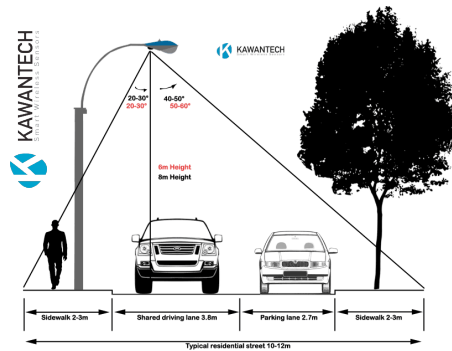 KAWANTECH
Smart Wireless Sensors
KAWANTECH
20-30° 40-50°
20-30° 50-60°
6m Height
8m Height
Sidewalk 2-3m
Shared driving lane 3.8m
Parking lane 2.7m
Sidewalk 2-3m
Typical residential street 10-12m